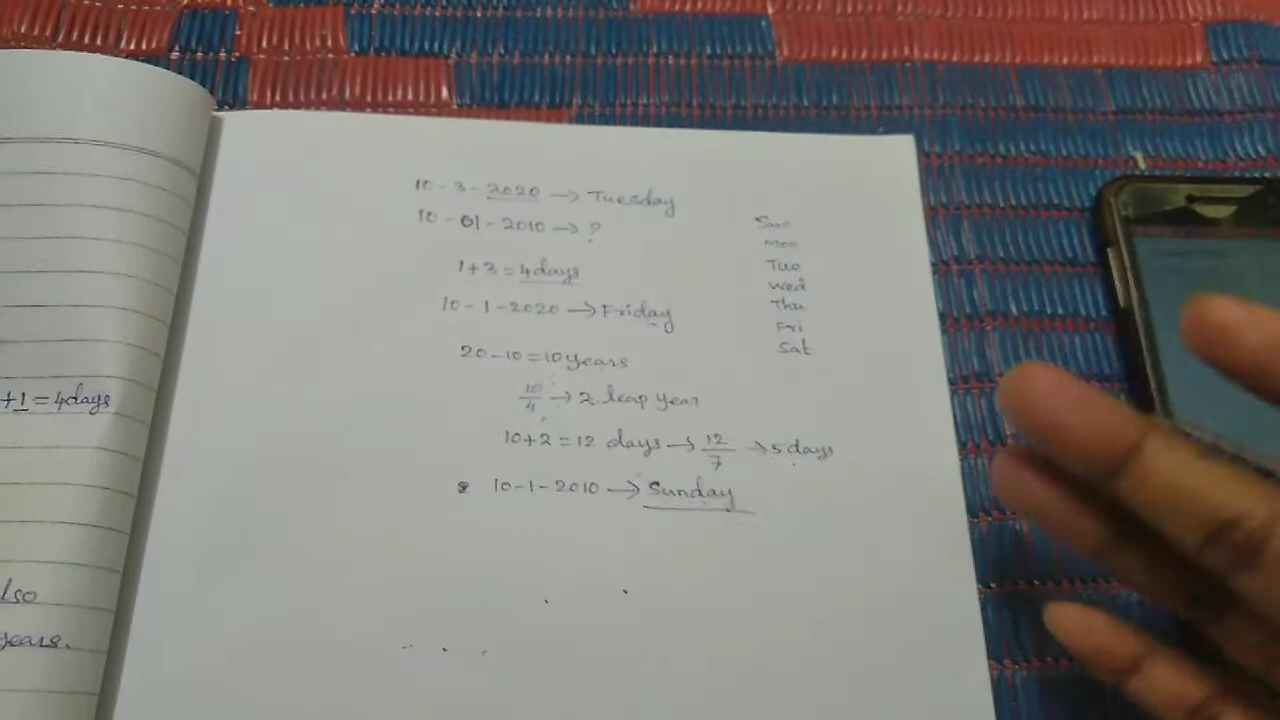 10-3-2020 → Tuesday
10-01-2010 → ?
1+3 = 4days
10-1-2020 → Friday
20-10 = 10years
10/4 → 2 leap year
10+2 = 12 days → 12/7 → 5 days
10-1-2010 → Sunday
Sun
Mon
Tue
Wed
Thu
Fri
Sat
+1 = 4days
lso
years.